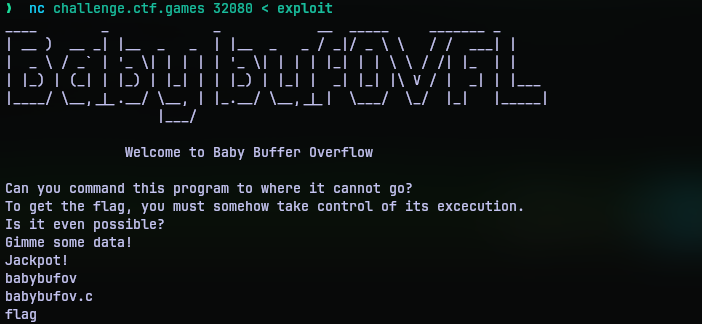 ❯ nc challenge.ctf.games 32080 < exploit
Welcome to Baby Buffer Overflow
Can you command this program to where it cannot go?
To get the flag, you must somehow take control of its excecution.
Is it even possible?
Gimme some data!
Jackpot!
babybufov
babybufov.c
flag